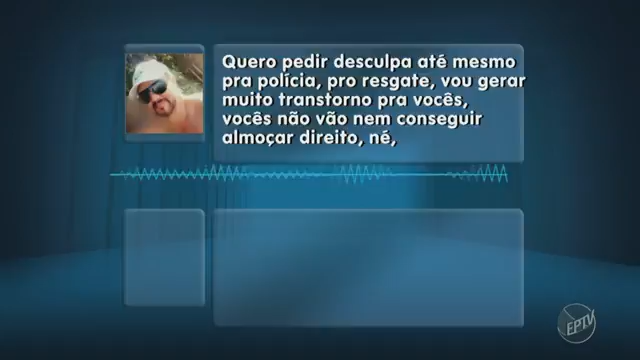 Quero pedir desculpa até mesmo
pra polícia, pro resgate, vou gerar
muito transtorno pra vocês,
vocês não vão nem conseguir
almoçar direito, né,
EPTV